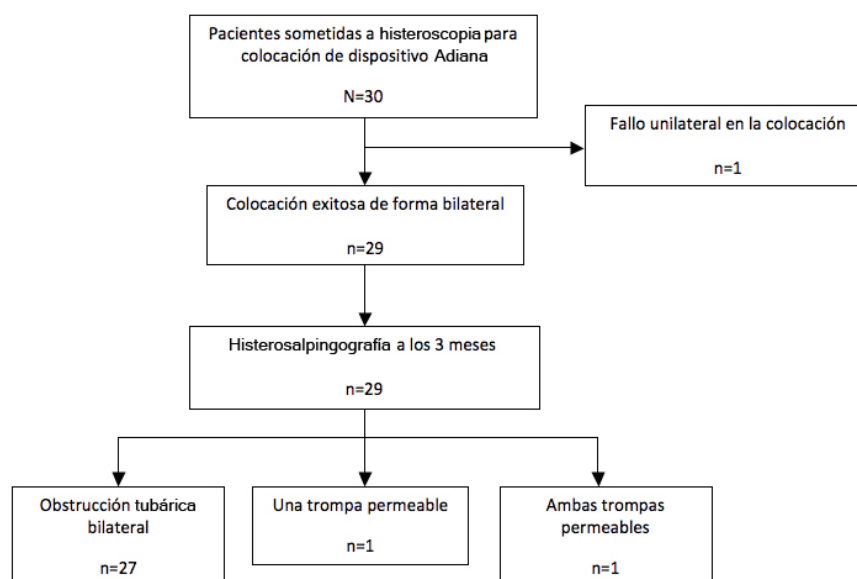 Pacientes sometidas a histeroscopia para
colocación de dispositivo Adiana
N=30
Fallo unilateral en la colocación
n=1
Colocación exitosa de forma bilateral
n=29
Histerosalpingografía a los 3 meses
n=29
Obstrucción tubárica
bilateral
n=27
Una trompa permeable
n=1
Ambas trompas
permeables
n=1